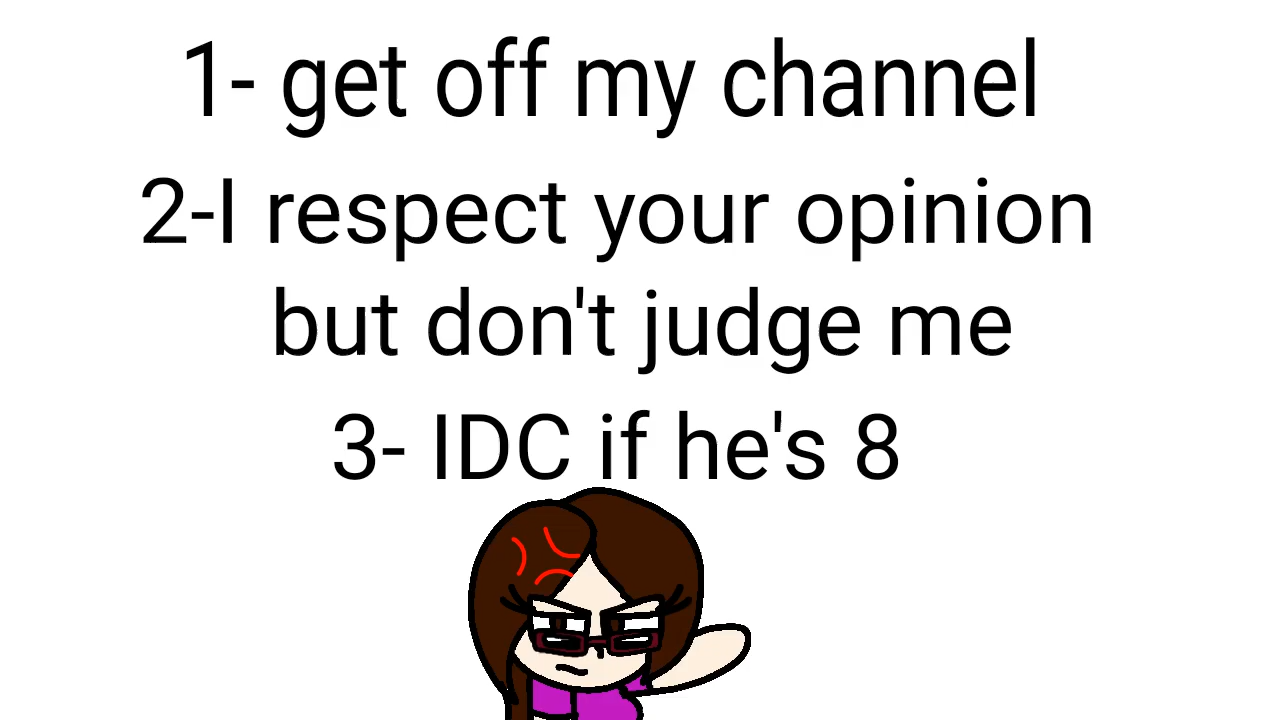 1- get off my channel
2-I respect your opinion
but don't judge me
3- IDC if he's 8